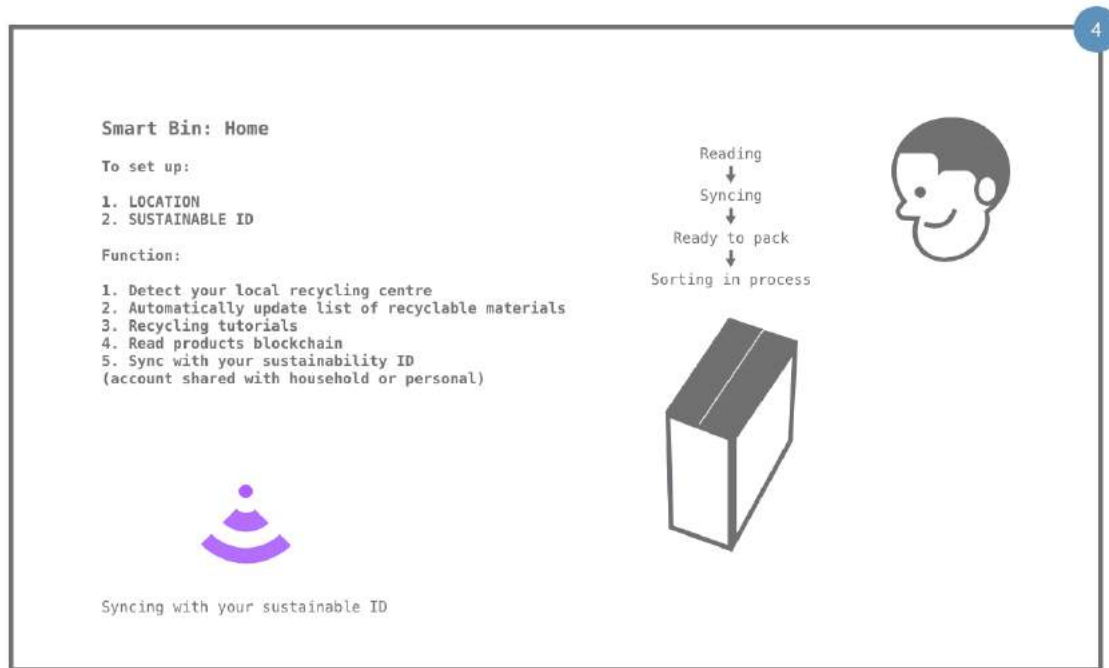 4
Smart Bin: Home
To set up:
1. LOCATION
2. SUSTAINABLE ID
Function:
1. Detect your local recycling centre
2. Automatically update list of recyclable materials
3. Recycling tutorials
4. Read products blockchain
5. Sync with your sustainability ID
(account shared with household or personal)
Syncing with your sustainable ID
Reading
Syncing
Ready to pack
Sorting in process